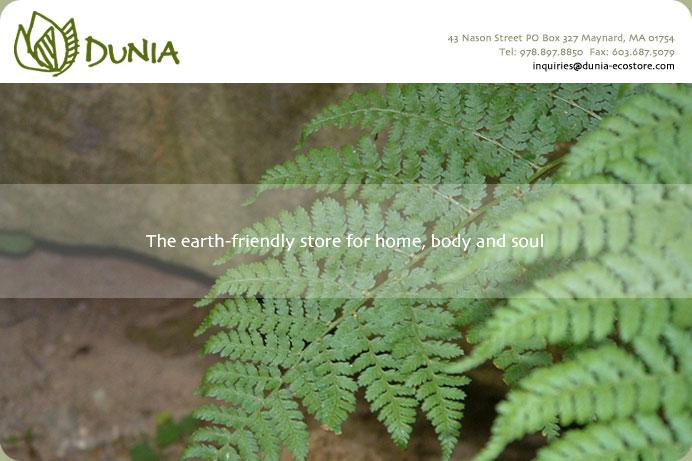 DUNIA
43 Nason Street PO Box 327 Maynard, MA 01754
Tel: 978.897.8850 Fax: 603.687.5079
inquiries@dunia-ecostore.com
The earth-friendly store for home, body and soul